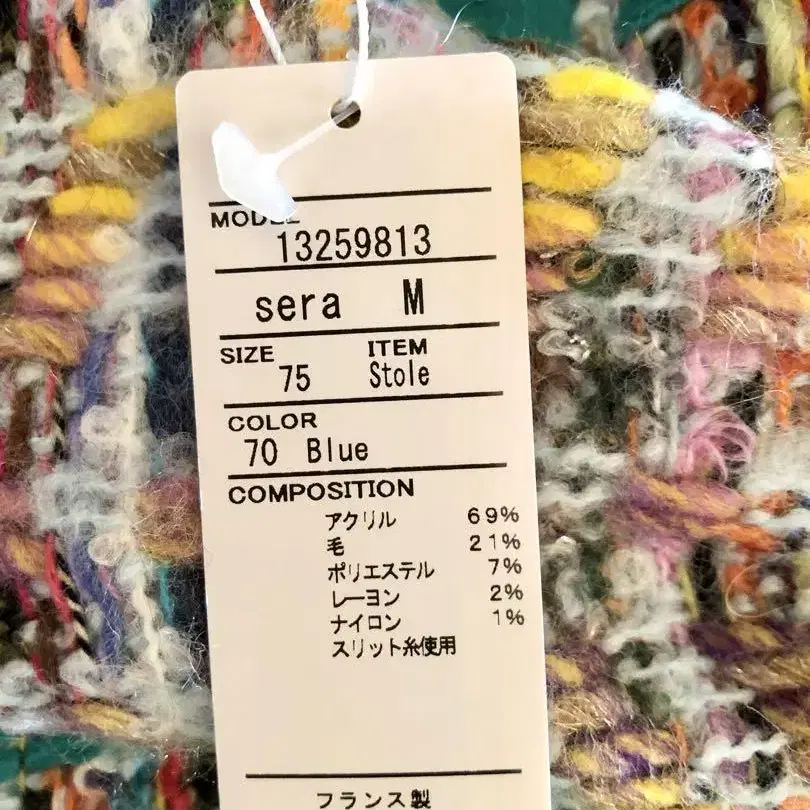 MODEL
13259813
sera M
SIZE ITEM
75 Stole
COLOR
70 Blue
COMPOSITION
アクリル 69%
毛 21%
ポリエステル 7%
レーヨン 2%
ナイロン 1%
スリット糸使用
フランス製